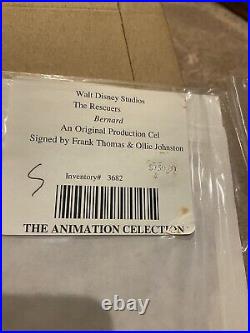 Walt Disney Studios
The Rescuers
Bernard
An Original Production Cel
Signed by Frank Thomas & Ollie Johnston
S
Inventory# 3682
THE ANIMATION CELECTION